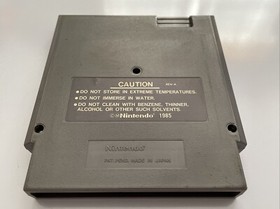 CAUTION
•DO NOT STORE IN EXTREME TEMPERATURES.
•DO NOT IMMERSE IN WATER.
•DO NOT CLEAN WITH BENZENE, THINNER,
ALCOHOL OR OTHER SUCH SOLVENTS.
©Nintendo 1985
Nintendo
MADE IN JAPAN